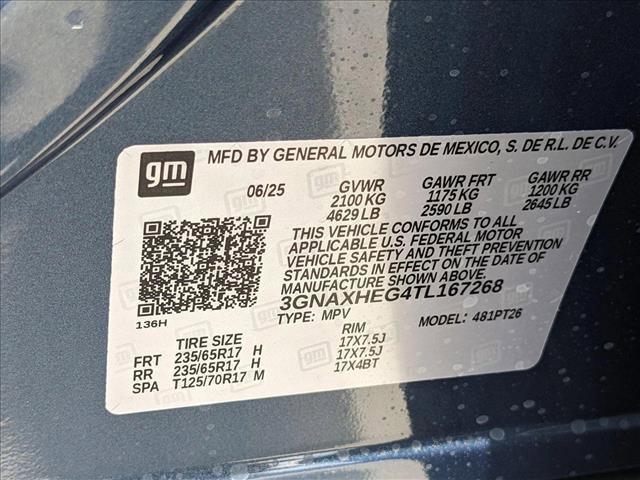 gm MFD BY GENERAL MOTORS DE MEXICO, S. DE R.L. DE C.V.
06/25 GVWR GAWR FRT GAWR RR
2100 KG 1175 KG 1200 KG
4629 LB 2590 LB 2645 LB
THIS VEHICLE CONFORMS TO ALL
APPLICABLE U.S. FEDERAL MOTOR
VEHICLE SAFETY AND THEFT PREVENTION
STANDARDS IN EFFECT ON THE DATE OF
MANUFACTURE SHOWN ABOVE.
3GNAXHEG4TL167268
136H TYPE: MPV MODEL: 481PT26
TIRE SIZE RIM
FRT 235/65R17 H 17X7.5J
RR 235/65R17 H 17X7.5J
SPA T125/70R17 M 17X4BT